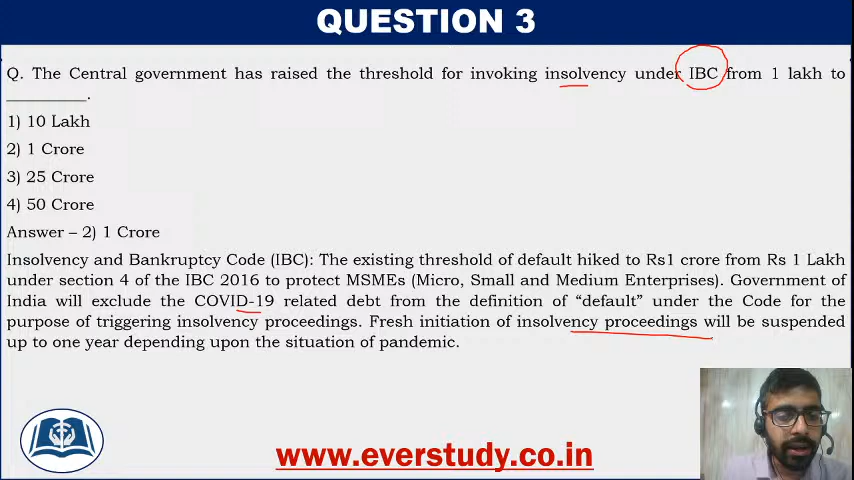 QUESTION 3
Q. The Central government has raised the threshold for invoking insolvency under IBC from 1 lakh to
_________.
1) 10 Lakh
2) 1 Crore
3) 25 Crore
4) 50 Crore
Answer – 2) 1 Crore
Insolvency and Bankruptcy Code (IBC): The existing threshold of default hiked to Rs1 crore from Rs 1 Lakh
under section 4 of the IBC 2016 to protect MSMEs (Micro, Small and Medium Enterprises). Government of
India will exclude the COVID-19 related debt from the definition of “default” under the Code for the
purpose of triggering insolvency proceedings. Fresh initiation of insolvency proceedings will be suspended
up to one year depending upon the situation of pandemic.
www.everstudy.co.in